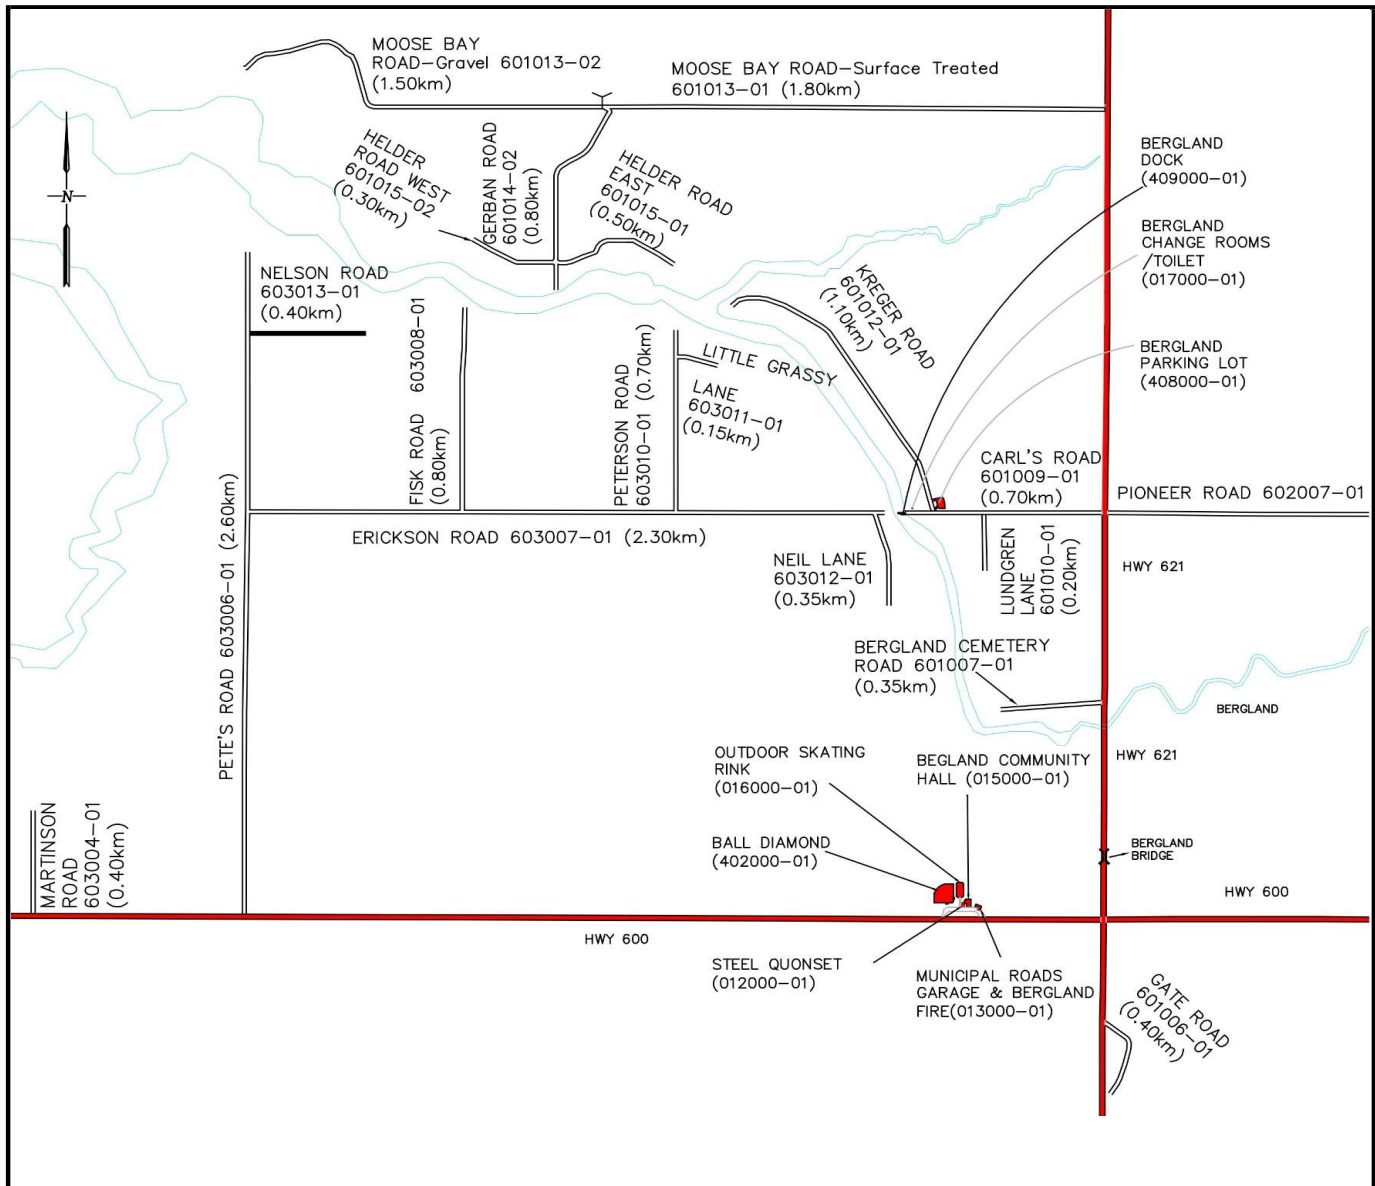 MOOSE BAY
ROAD-Gravel 601013-02
(1.50km)
MOOSE BAY ROAD-Surface Treated
601013-01 (1.80km)
N
HELDER
ROAD WEST
601015-02
(0.30km)
GERBAN ROAD
601014-02
(0.80km)
HELDER ROAD
EAST
601015-01
(0.50km)
BERGLAND
DOCK
(409000-01)
BERGLAND
CHANGE ROOMS
/TOILET
(017000-01)
BERGLAND
PARKING LOT
(408000-01)
NELSON ROAD
603013-01
(0.40km)
FISK ROAD 603008-01
(0.80km)
PETERSON ROAD
603010-01 (0.70km)
LITTLE GRASSY
LANE
603011-01
(0.15km)
KREGER ROAD
601012-01
(1.10km)
CARL'S ROAD
601009-01
(0.70km)
PIONEER ROAD 602007-01
PETE'S ROAD 603006-01 (2.60km)
ERICKSON ROAD 603007-01 (2.30km)
NEIL LANE
603012-01
(0.35km)
LUNDGREN
LANE
601010-01
(0.20km)
HWY 621
BERGLAND CEMETERY
ROAD 601007-01
(0.35km)
BERGLAND
HWY 621
OUTDOOR SKATING
RINK
(016000-01)
BEGLAND COMMUNITY
HALL (015000-01)
MARTINSON
ROAD
603004-01
(0.40km)
BALL DIAMOND
(402000-01)
BERGLAND
BRIDGE
HWY 600
HWY 600
STEEL QUONSET
(012000-01)
MUNICIPAL ROADS
GARAGE & BERGLAND
FIRE(013000-01)
GATE ROAD
601006-01
(0.40km)